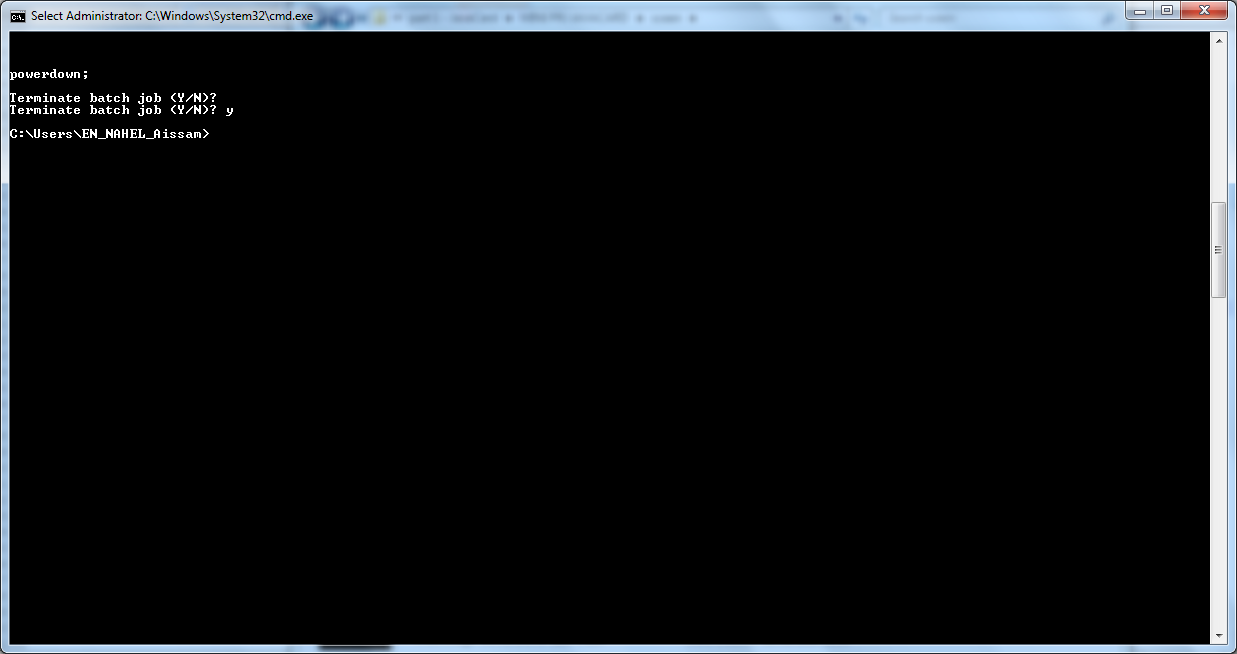 Select Administrator: C:\Windows\System32\cmd.exe
powerdown;
Terminate batch job (Y/N)?
Terminate batch job (Y/N)? y
C:\Users\EN_NAHEL_Aissam>